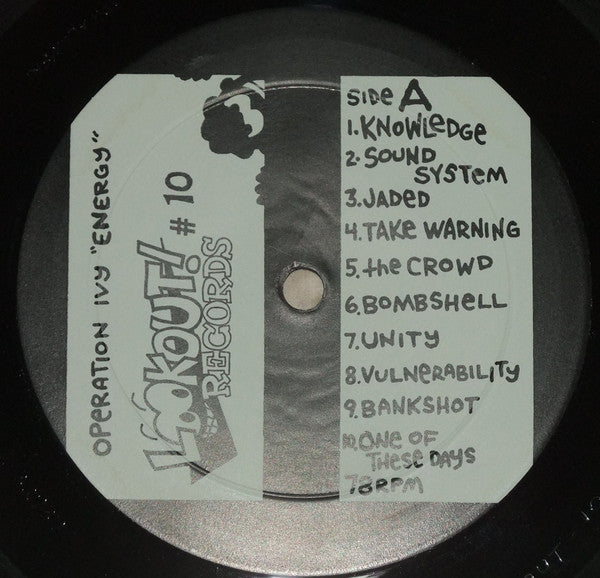 OPERATION IVY "ENERGY"
LOOKOUT!
RECORDS
# 10
SIDE A
1. KNOWLEDGE
2. SOUND
SYSTEM
3. JADED
4. TAKE WARNING
5. the CROWD
6. BOMBSHELL
7. UNITY
8. VULNERABILITY
9. BANKSHOT
10. ONE OF
THESE DAYS
78RPM